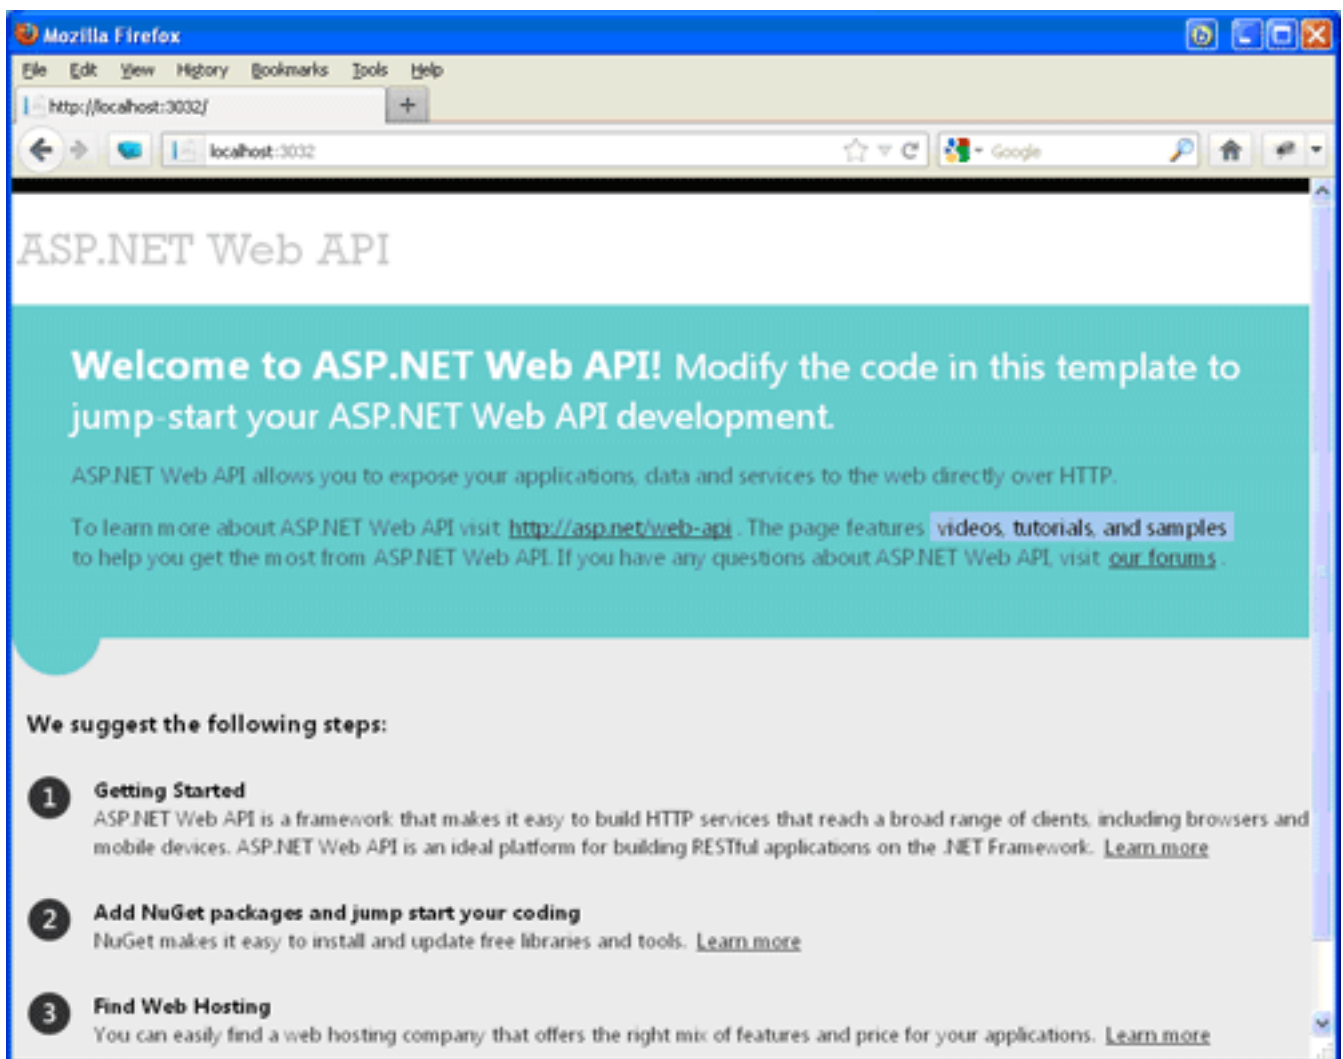 Mozilla Firefox
File Edit View History Bookmarks Tools Help
http://localhost:3032/ +
localhost:3032 Google
ASP.NET Web API
Welcome to ASP.NET Web API! Modify the code in this template to
jump-start your ASP.NET Web API development.
ASP.NET Web API allows you to expose your applications, data and services to the web directly over HTTP.
To learn more about ASP.NET Web API visit http://asp.net/web-api . The page features videos, tutorials, and samples
to help you get the most from ASP.NET Web API. If you have any questions about ASP.NET Web API, visit our forums .
We suggest the following steps:
1 Getting Started
ASP.NET Web API is a framework that makes it easy to build HTTP services that reach a broad range of clients, including browsers and
mobile devices. ASP.NET Web API is an ideal platform for building RESTful applications on the .NET Framework. Learn more
2 Add NuGet packages and jump start your coding
NuGet makes it easy to install and update free libraries and tools. Learn more
3 Find Web Hosting
You can easily find a web hosting company that offers the right mix of features and price for your applications. Learn more